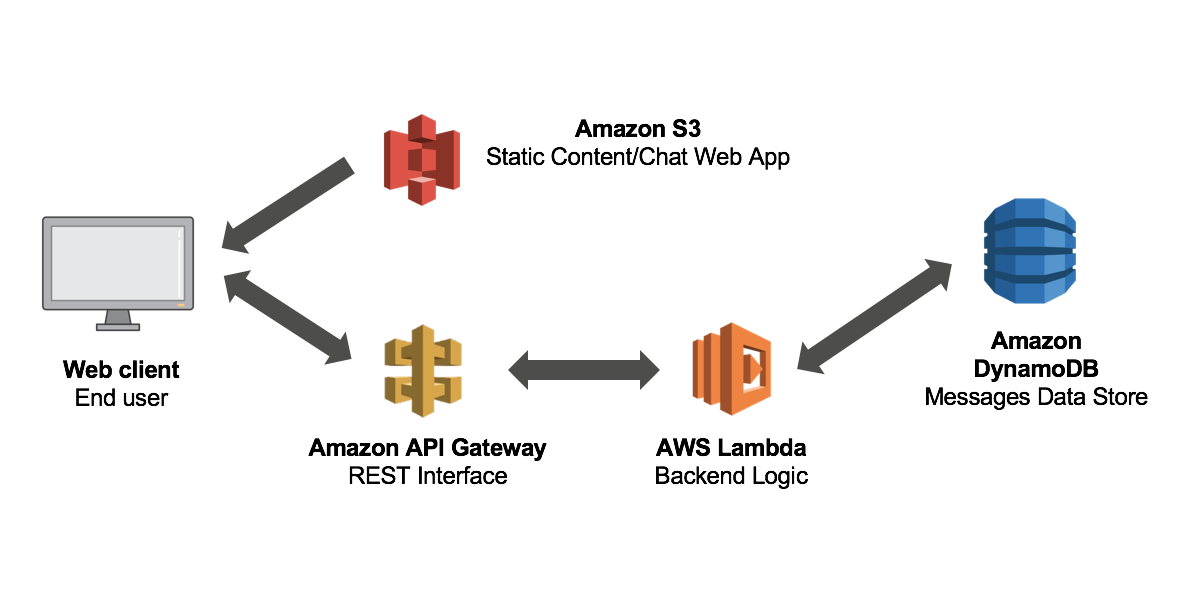 Amazon S3
Static Content/Chat Web App
Web client
End user
Amazon API Gateway
REST Interface
AWS Lambda
Backend Logic
Amazon
DynamoDB
Messages Data Store